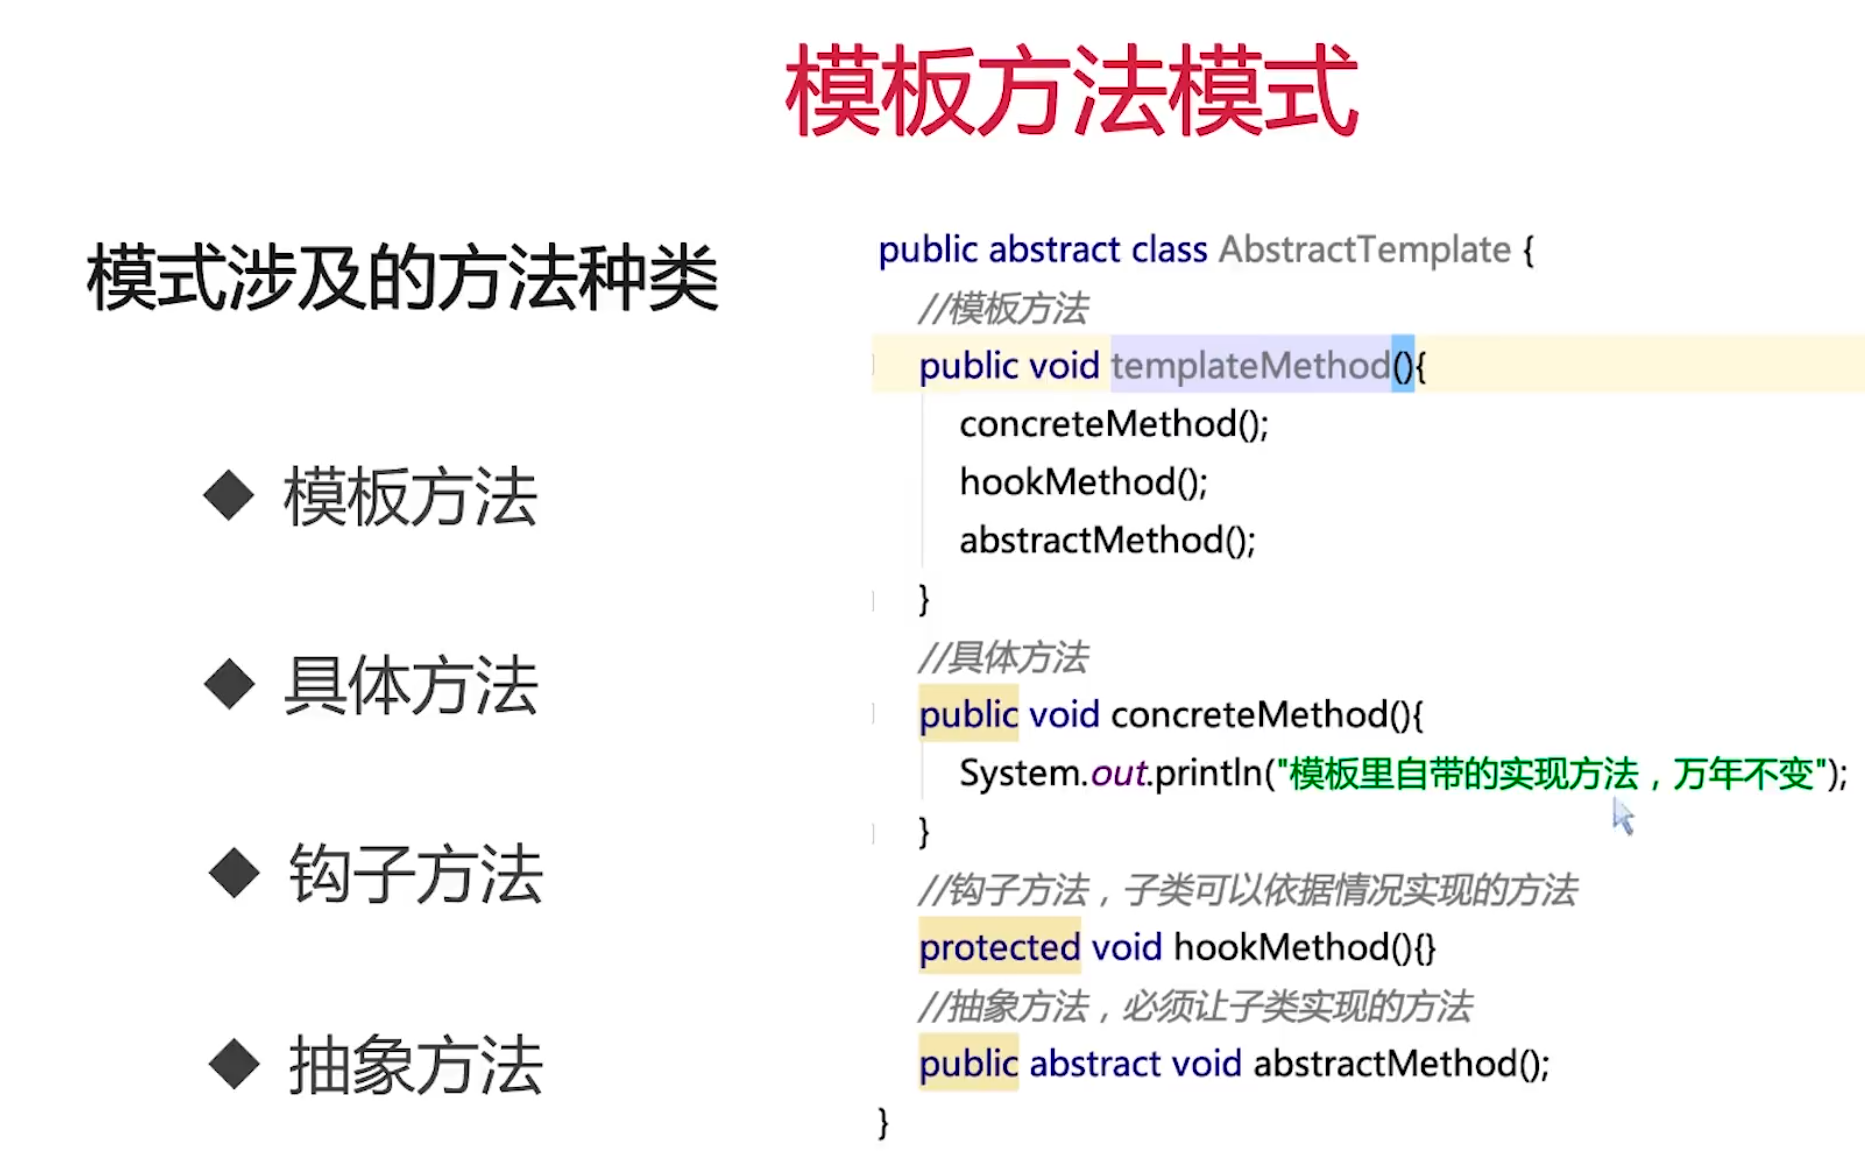 模板方法模式
模式涉及的方法种类
◆ 模板方法
◆ 具体方法
◆ 钩子方法
◆ 抽象方法
public abstract class AbstractTemplate {
//模板方法
public void templateMethod(){
concreteMethod();
hookMethod();
abstractMethod();
}
//具体方法
public void concreteMethod(){
System.out.println("模板里自带的实现方法，万年不变");
}
//钩子方法，子类可以依据情况实现的方法
protected void hookMethod(){}
//抽象方法，必须让子类实现的方法
public abstract void abstractMethod();
}